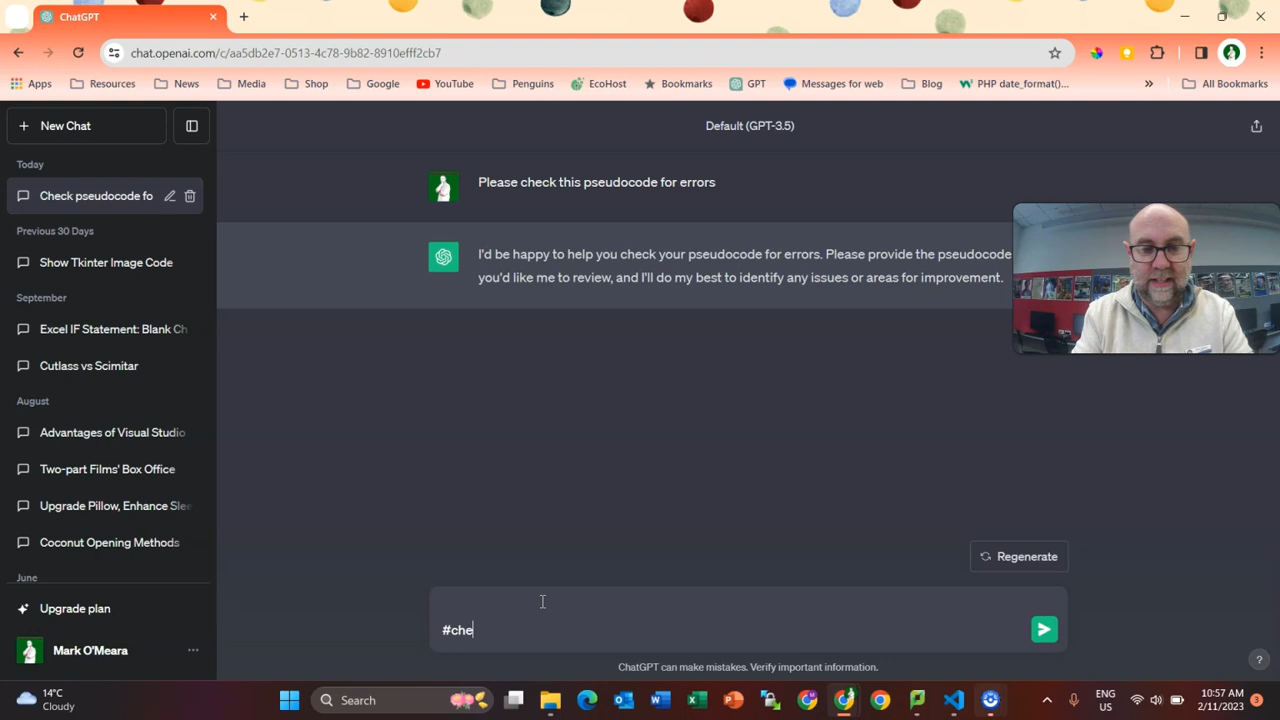 ChatGPT
chat.openai.com/c/aa5db2e7-0513-4c78-9b82-8910efff2cb7
Apps Resources News Media Shop Google YouTube Penguins EcoHost Bookmarks GPT Messages for web Blog PHP date_format()... » All Bookmarks
New Chat
Default (GPT-3.5)
Today
Check pseudocode fo
Please check this pseudocode for errors
Previous 30 Days
Show Tkinter Image Code
I'd be happy to help you check your pseudocode for errors. Please provide the pseudocode
you'd like me to review, and I'll do my best to identify any issues or areas for improvement.
September
Excel IF Statement: Blank Ch
Cutlass vs Scimitar
August
Advantages of Visual Studio
Two-part Films' Box Office
Upgrade Pillow, Enhance Slee
Coconut Opening Methods
June
Regenerate
Upgrade plan
#che
Mark O'Meara
ChatGPT can make mistakes. Verify important information.
?
14°C
Cloudy
Search
ENG
US
10:57 AM
2/11/2023
3